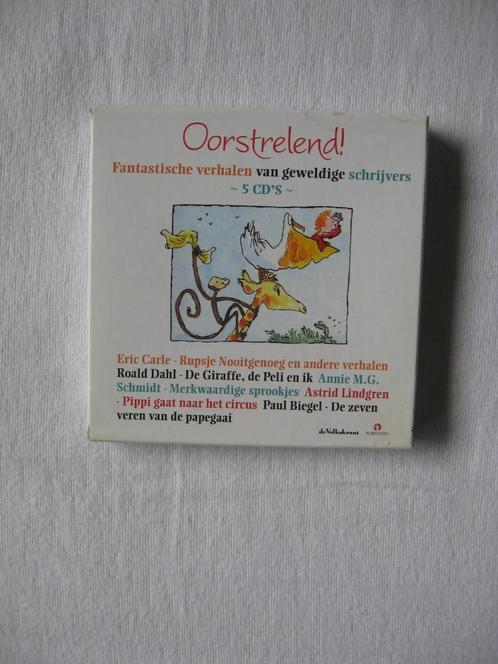 Oorstrelend!
Fantastische verhalen van geweldige schrijvers
~ 5 CD'S ~
Eric Carle - Rupsje Nooitgenoeg en andere verhalen
Roald Dahl - De Giraffe, de Peli en ik Annie M.G.
Schmidt - Merkwaardige sprookjes Astrid Lindgren
- Pippi gaat naar het circus Paul Biegel - De zeven
veren van de papegaai
de Volkskrant